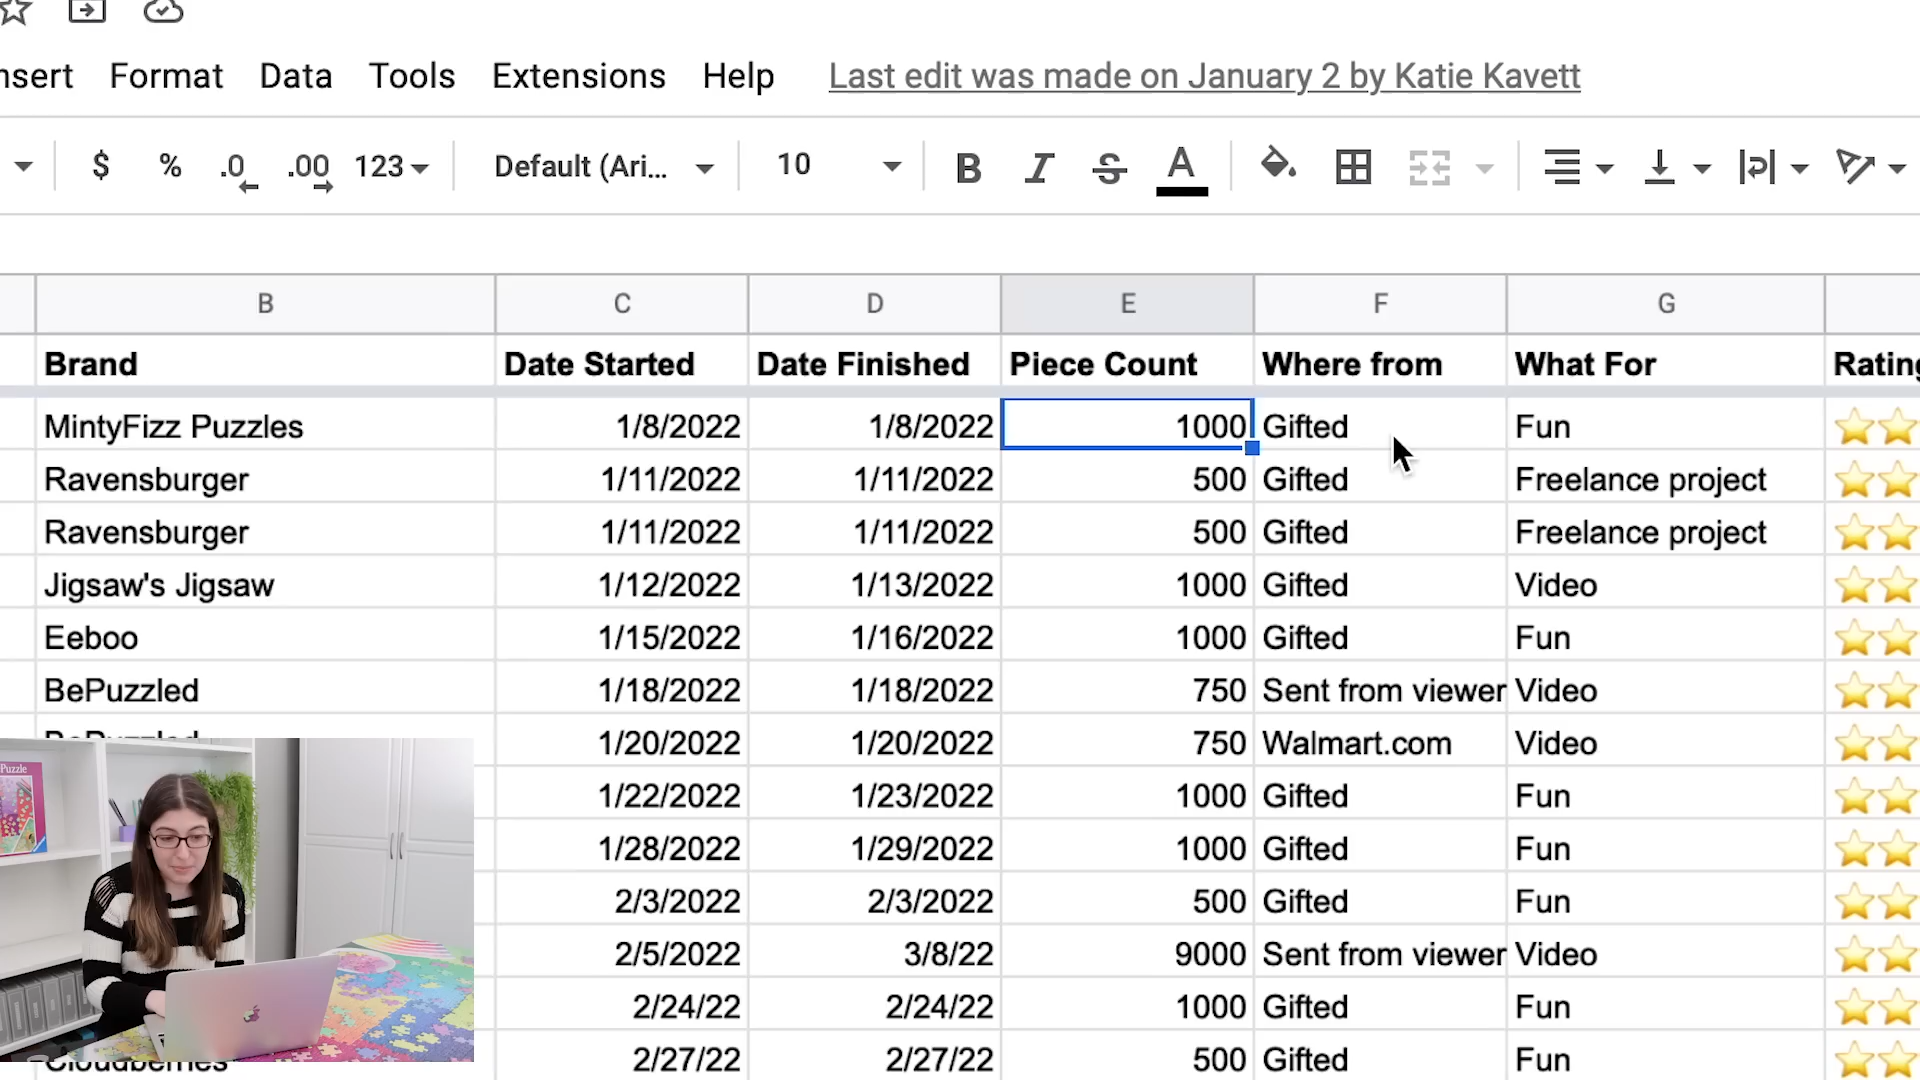 nsert Format Data Tools Extensions Help Last edit was made on January 2 by Katie Kavett
$ % .0 .00 123 Default (Ari... 10 B I S A
B C D E F G
Brand Date Started Date Finished Piece Count Where from What For Rating
MintyFizz Puzzles 1/8/2022 1/8/2022 1000 Gifted Fun
Ravensburger 1/11/2022 1/11/2022 500 Gifted Freelance project
Ravensburger 1/11/2022 1/11/2022 500 Gifted Freelance project
Jigsaw's Jigsaw 1/12/2022 1/13/2022 1000 Gifted Video
Eeboo 1/15/2022 1/16/2022 1000 Gifted Fun
BePuzzled 1/18/2022 1/18/2022 750 Sent from viewer Video
BePuzzled 1/20/2022 1/20/2022 750 Walmart.com Video
1/22/2022 1/23/2022 1000 Gifted Fun
1/28/2022 1/29/2022 1000 Gifted Fun
2/3/2022 2/3/2022 500 Gifted Fun
2/5/2022 3/8/22 9000 Sent from viewer Video
2/24/22 2/24/22 1000 Gifted Fun
Cloudberries 2/27/22 2/27/22 500 Gifted Fun
Puzzle